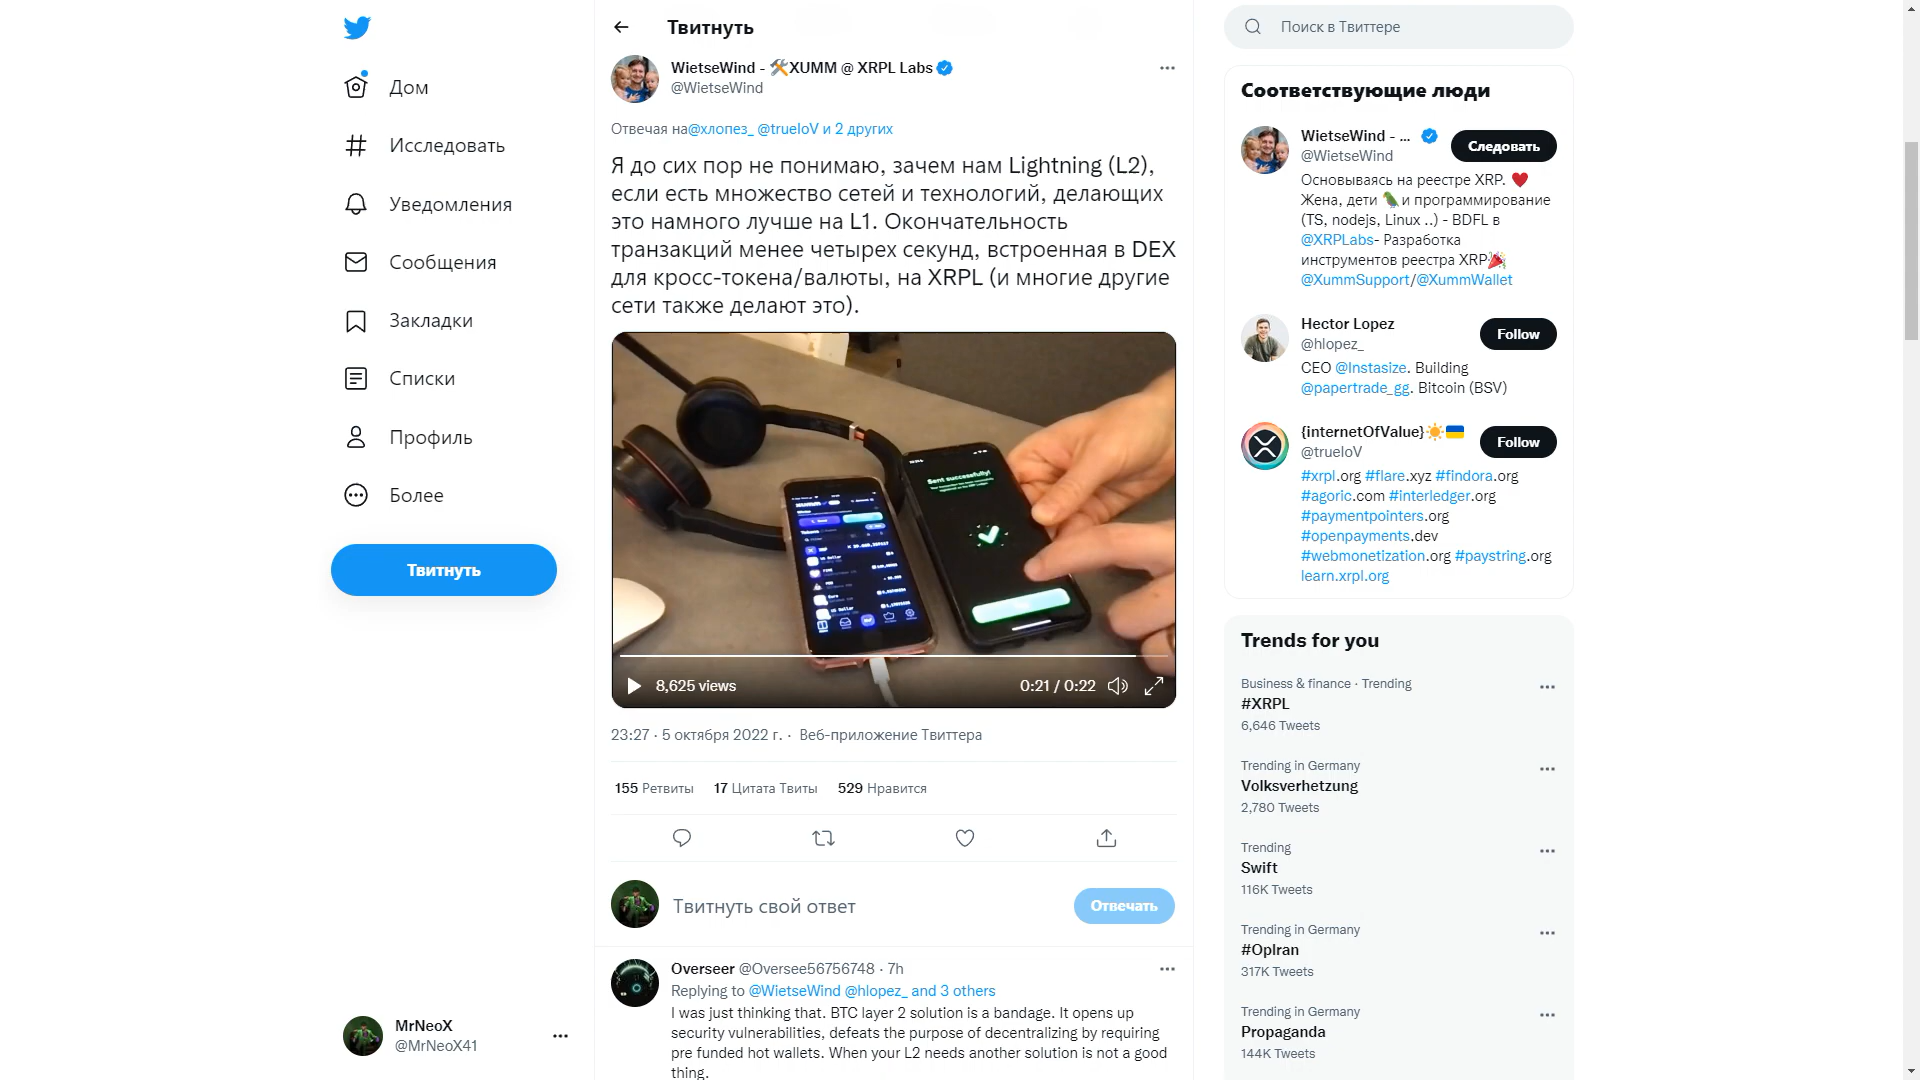 Твитнуть
Поиск в Твиттере
Дом
Исследовать
Уведомления
Сообщения
Закладки
Списки
Профиль
Более
Твитнуть
MrNeoX
@MrNeoX41
WietseWind - 🛠XUMM @ XRPL Labs
@WietseWind
Отвечая на@хлопез_ @trueIoV и 2 других
Я до сих пор не понимаю, зачем нам Lightning (L2),
если есть множество сетей и технологий, делающих
это намного лучше на L1. Окончательность
транзакций менее четырех секунд, встроенная в DEX
для кросс-токена/валюты, на XRPL (и многие другие
сети также делают это).
Sent successfully!
8,625 views
0:21 / 0:22
23:27 · 5 октября 2022 г. · Веб-приложение Твиттера
155 Ретвиты 17 Цитата Твиты 529 Нравится
Твитнуть свой ответ
Отвечать
Overseer @Oversee56756748 · 7h
Replying to @WietseWind @hlopez_ and 3 others
I was just thinking that. BTC layer 2 solution is a bandage. It opens up
security vulnerabilities, defeats the purpose of decentralizing by requiring
pre funded hot wallets. When your L2 needs another solution is not a good
thing.
Соответствующие люди
WietseWind - ...
@WietseWind
Следовать
Основываясь на реестре XRP. ❤️
Жена, дети 🦜 и программирование
(TS, nodejs, Linux ..) - BDFL в
@XRPLabs- Разработка
инструментов реестра XRP🎉
@XummSupport/@XummWallet
Hector Lopez
@hlopez_
Follow
CEO @Instasize. Building
@papertrade_gg. Bitcoin (BSV)
{internetOfValue}☀️🇺🇦
@trueIoV
Follow
#xrpl.org #flare.xyz #findora.org
#agoric.com #interledger.org
#paymentpointers.org
#openpayments.dev
#webmonetization.org #paystring.org
learn.xrpl.org
Trends for you
Business & finance · Trending
#XRPL
6,646 Tweets
Trending in Germany
Volksverhetzung
2,780 Tweets
Trending
Swift
116K Tweets
Trending in Germany
#OpIran
317K Tweets
Trending in Germany
Propaganda
144K Tweets